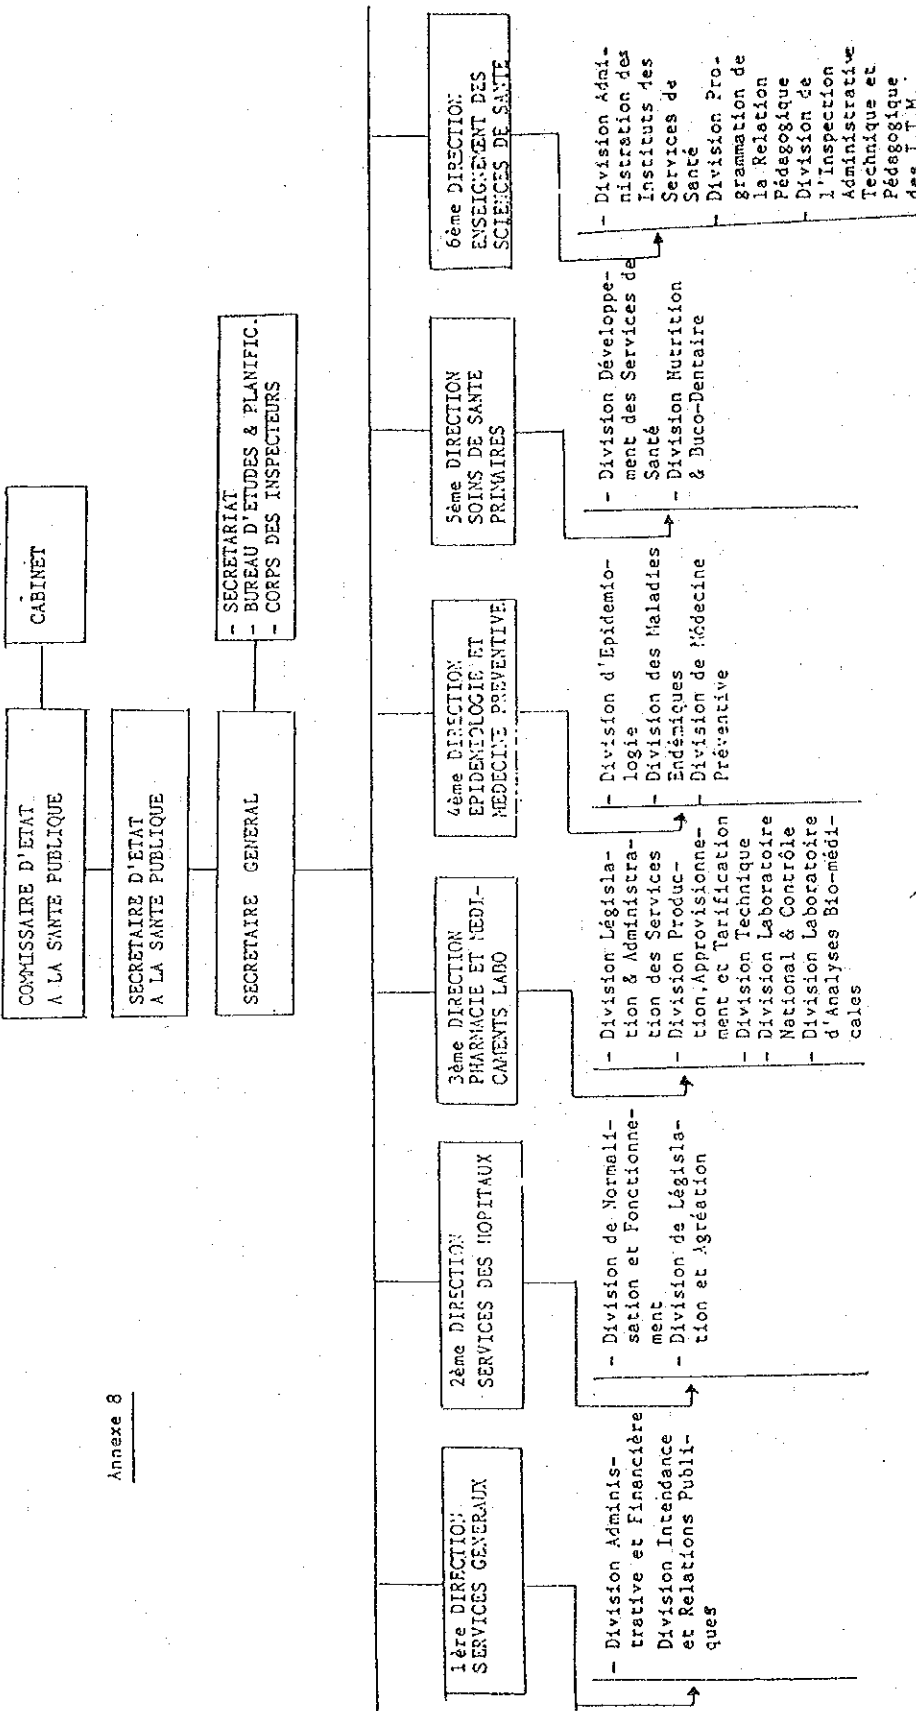 Annexe 8
COMMISSAIRE D'ETAT
A LA SANTE PUBLIQUE
CABINET
SECRETAIRE D'ETAT
A LA SANTE PUBLIQUE
SECRETAIRE GENERAL
- SECRETARIAT
- BUREAU D'ETUDES & PLANIFIC.
- CORPS DES INSPECTEURS
1ère DIRECTION
SERVICES GENERAUX
- Division Adminis-
trative et Financière
Division Intendance
et Relations Publi-
ques
2ème DIRECTION
SERVICES DES HOPITAUX
- Division de Normali-
sation et Fonctionne-
ment
- Division de Législa-
tion et Agréation
3ème DIRECTION
PHARMACIE ET MEDI-
CAMENTS LABO
- Division Législa-
tion & Administra-
tion des Services
- Division Produc-
tion,Approvisionne-
ment et Tarification
- Division Technique
- Division Laboratoire
National & Contrôle
- Division Laboratoire
d'Analyses Bio-médi-
cales
4ème DIRECTION
EPIDEMIOLOGIE ET
MEDECINE PREVENTIVE
- Division d'Epidemio-
logie
- Division des Maladies
Endémiques
- Division de Médecine
Préventive
5ème DIRECTION
SOINS DE SANTE
PRIMAIRES
- Division Développe-
ment des Services de
Santé
- Division Nutrition
& Buco-Dentaire
6ème DIRECTION
ENSEIGNEMENT DES
SCIENCES DE SANTE
- Division Admi-
nistration des
Instituts des
Services de
Santé
- Division Pro-
grammation de
la Relation
Pédagogique
- Division de
l'Inspection
Administrative
Technique et
Pédagogique
des I.T.M.